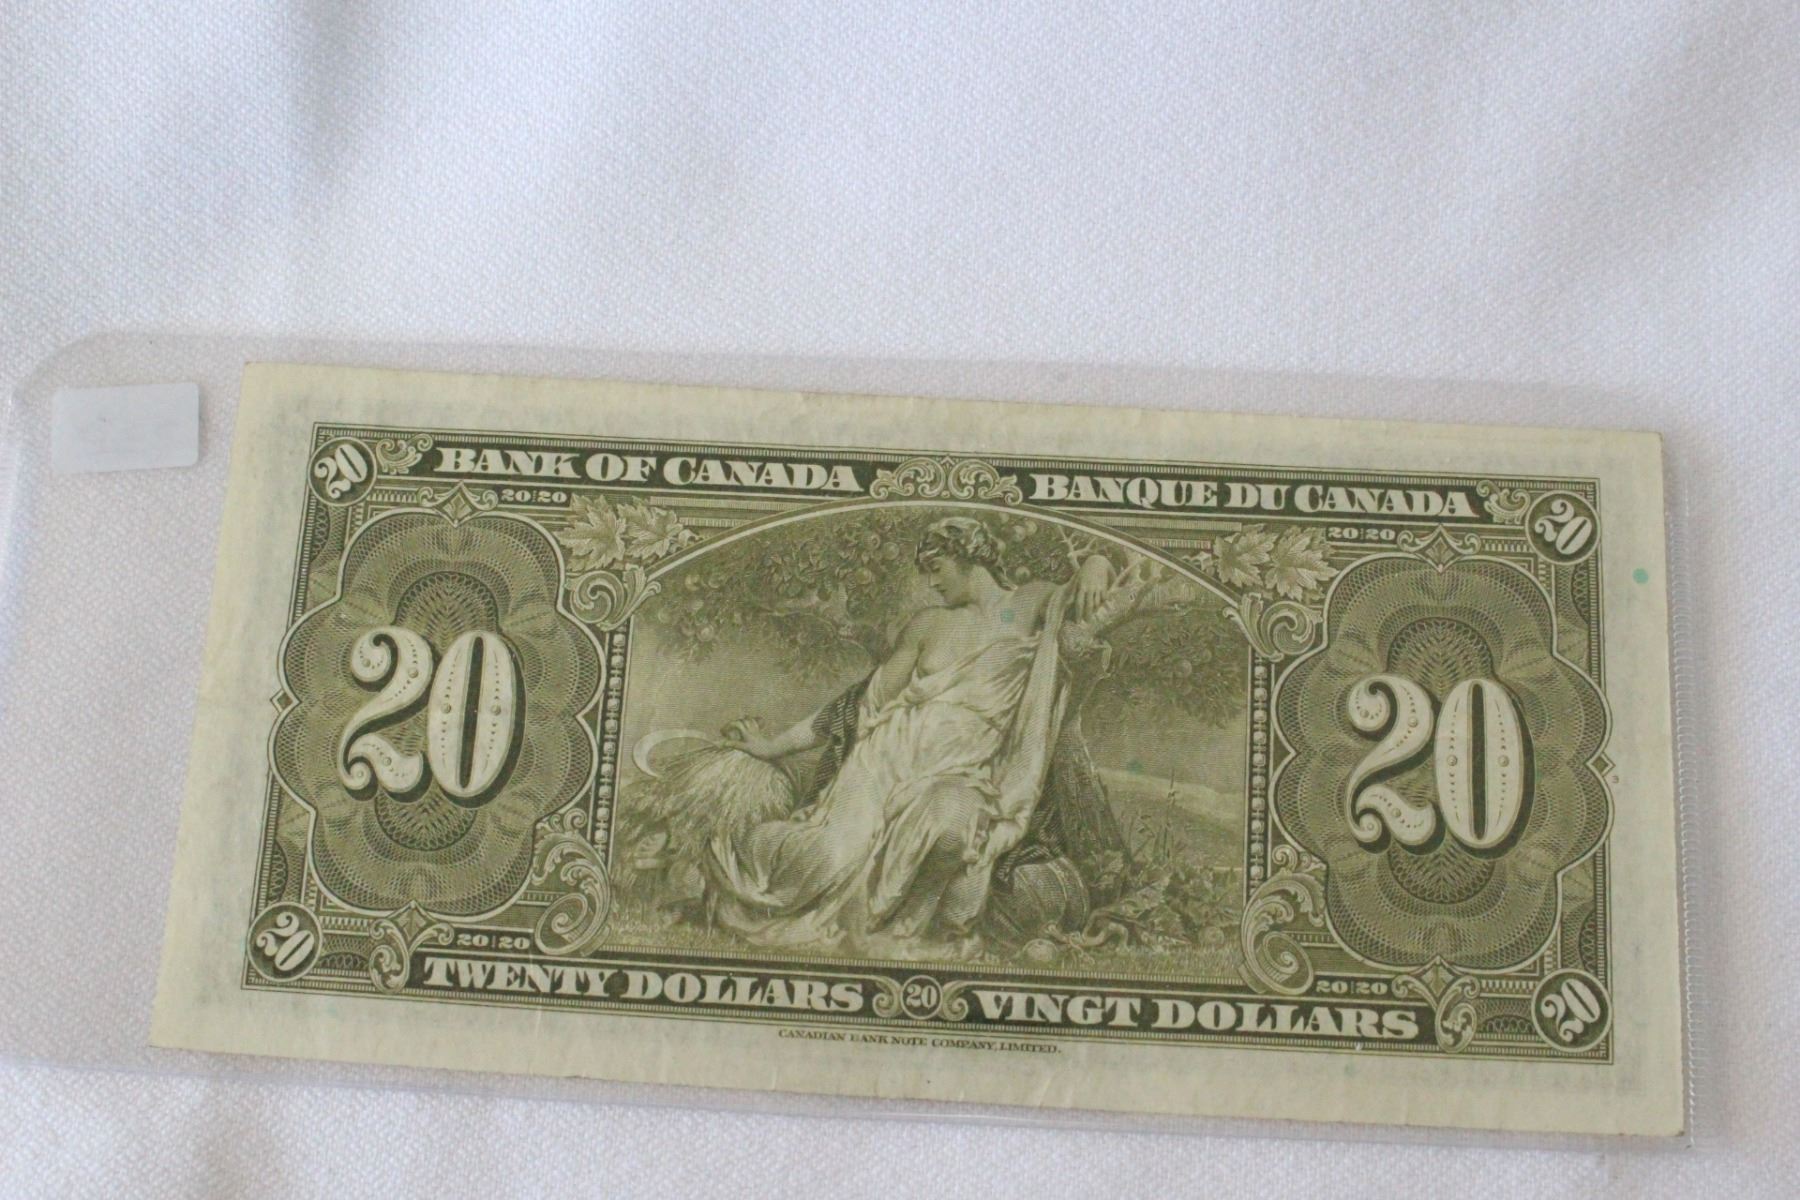 20 BANK OF CANADA BANQUE DU CANADA 20
20 20 20 20
20 20
20 20 20 20
20 TWENTY DOLLARS 20 VINGT DOLLARS 20
CANADIAN BANK NOTE COMPANY, LIMITED.